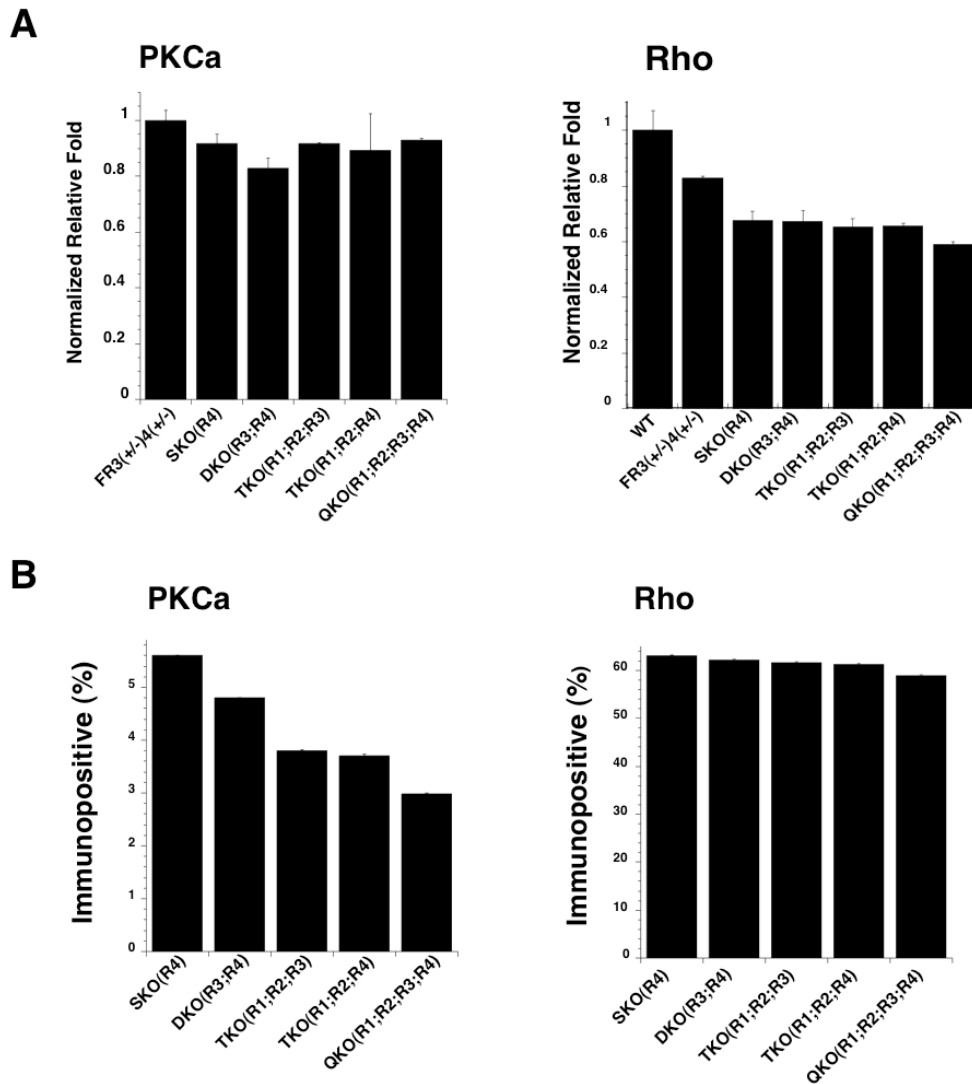 A
PKCa
Rho
Normalized Relative Fold
1
0.8
0.6
0.4
0.2
0
FR3(+/-)4(+/-)
SKO(R4)
DKO(R3;R4)
TKO(R1;R2;R3)
TKO(R1;R2;R4)
QKO(R1;R2;R3;R4)
Normalized Relative Fold
1
0.8
0.6
0.4
0.2
0
WT
FR3(+/-)4(+/-)
SKO(R4)
DKO(R3;R4)
TKO(R1;R2;R3)
TKO(R1;R2;R4)
QKO(R1;R2;R3;R4)
B
PKCa
Rho
Immunopositive (%)
5
4
3
2
1
0
SKO(R4)
DKO(R3;R4)
TKO(R1;R2;R3)
TKO(R1;R2;R4)
QKO(R1;R2;R3;R4)
Immunopositive (%)
60
50
40
30
20
10
0
SKO(R4)
DKO(R3;R4)
TKO(R1;R2;R3)
TKO(R1;R2;R4)
QKO(R1;R2;R3;R4)